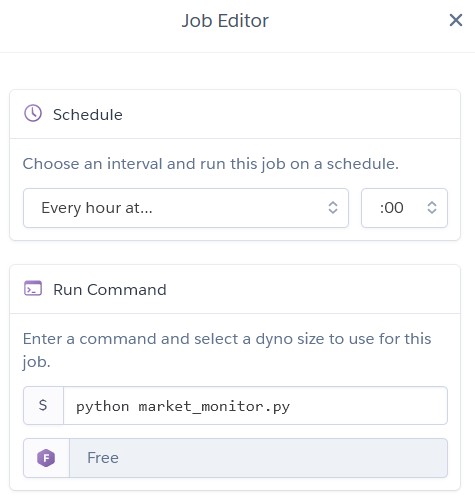 Job Editor
Schedule
Choose an interval and run this job on a schedule.
Every hour at... :00
Run Command
Enter a command and select a dyno size to use for this
job.
$ python market_monitor.py
F Free